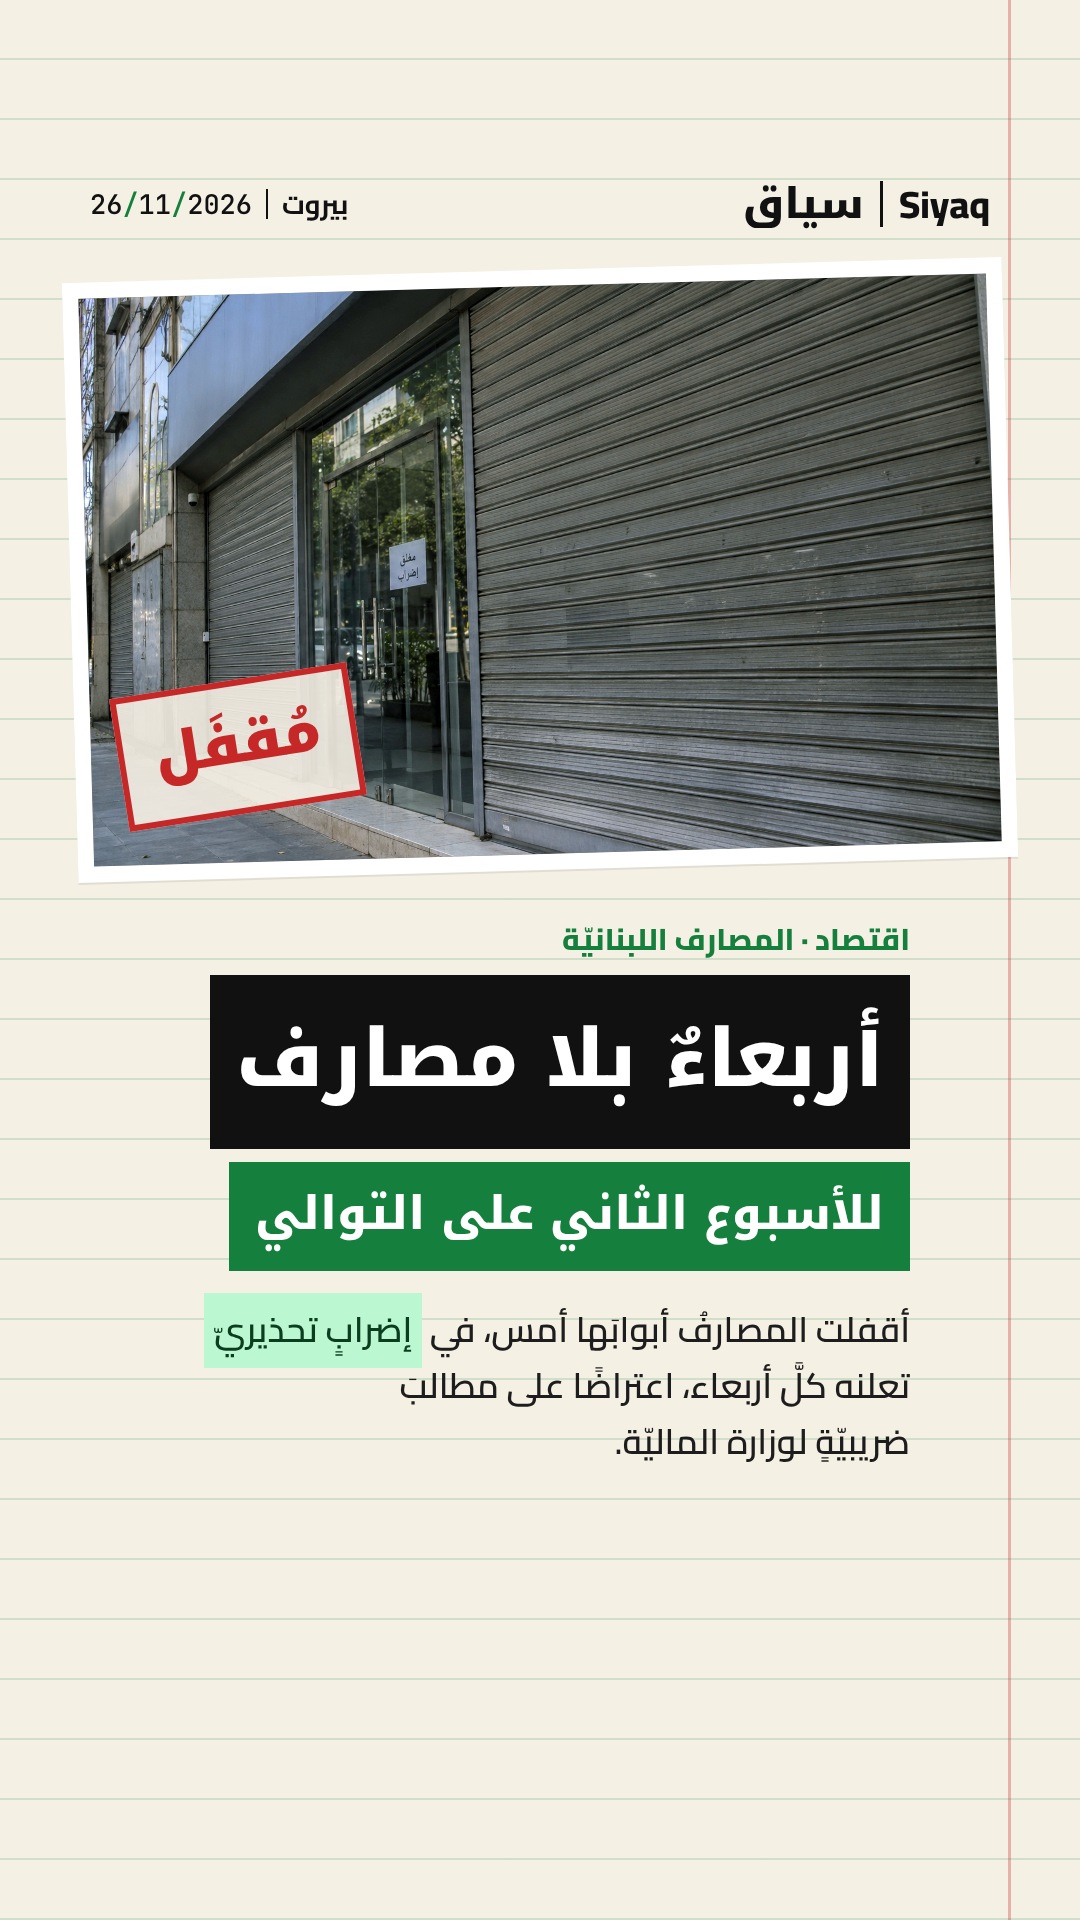 سياق | Siyaq
بيروت | 26/11/2026
مغلق
إضراب
مُقفَل
اقتصاد · المصارف اللبنانيّة
أربعاءٌ بلا مصارف
للأسبوع الثاني على التوالي
أقفلت المصارفُ أبوابَها أمس، في إضرابٍ تحذيريّ
تعلنه كلَّ أربعاء، اعتراضًا على مطالبَ
ضريبيّةٍ لوزارة الماليّة.